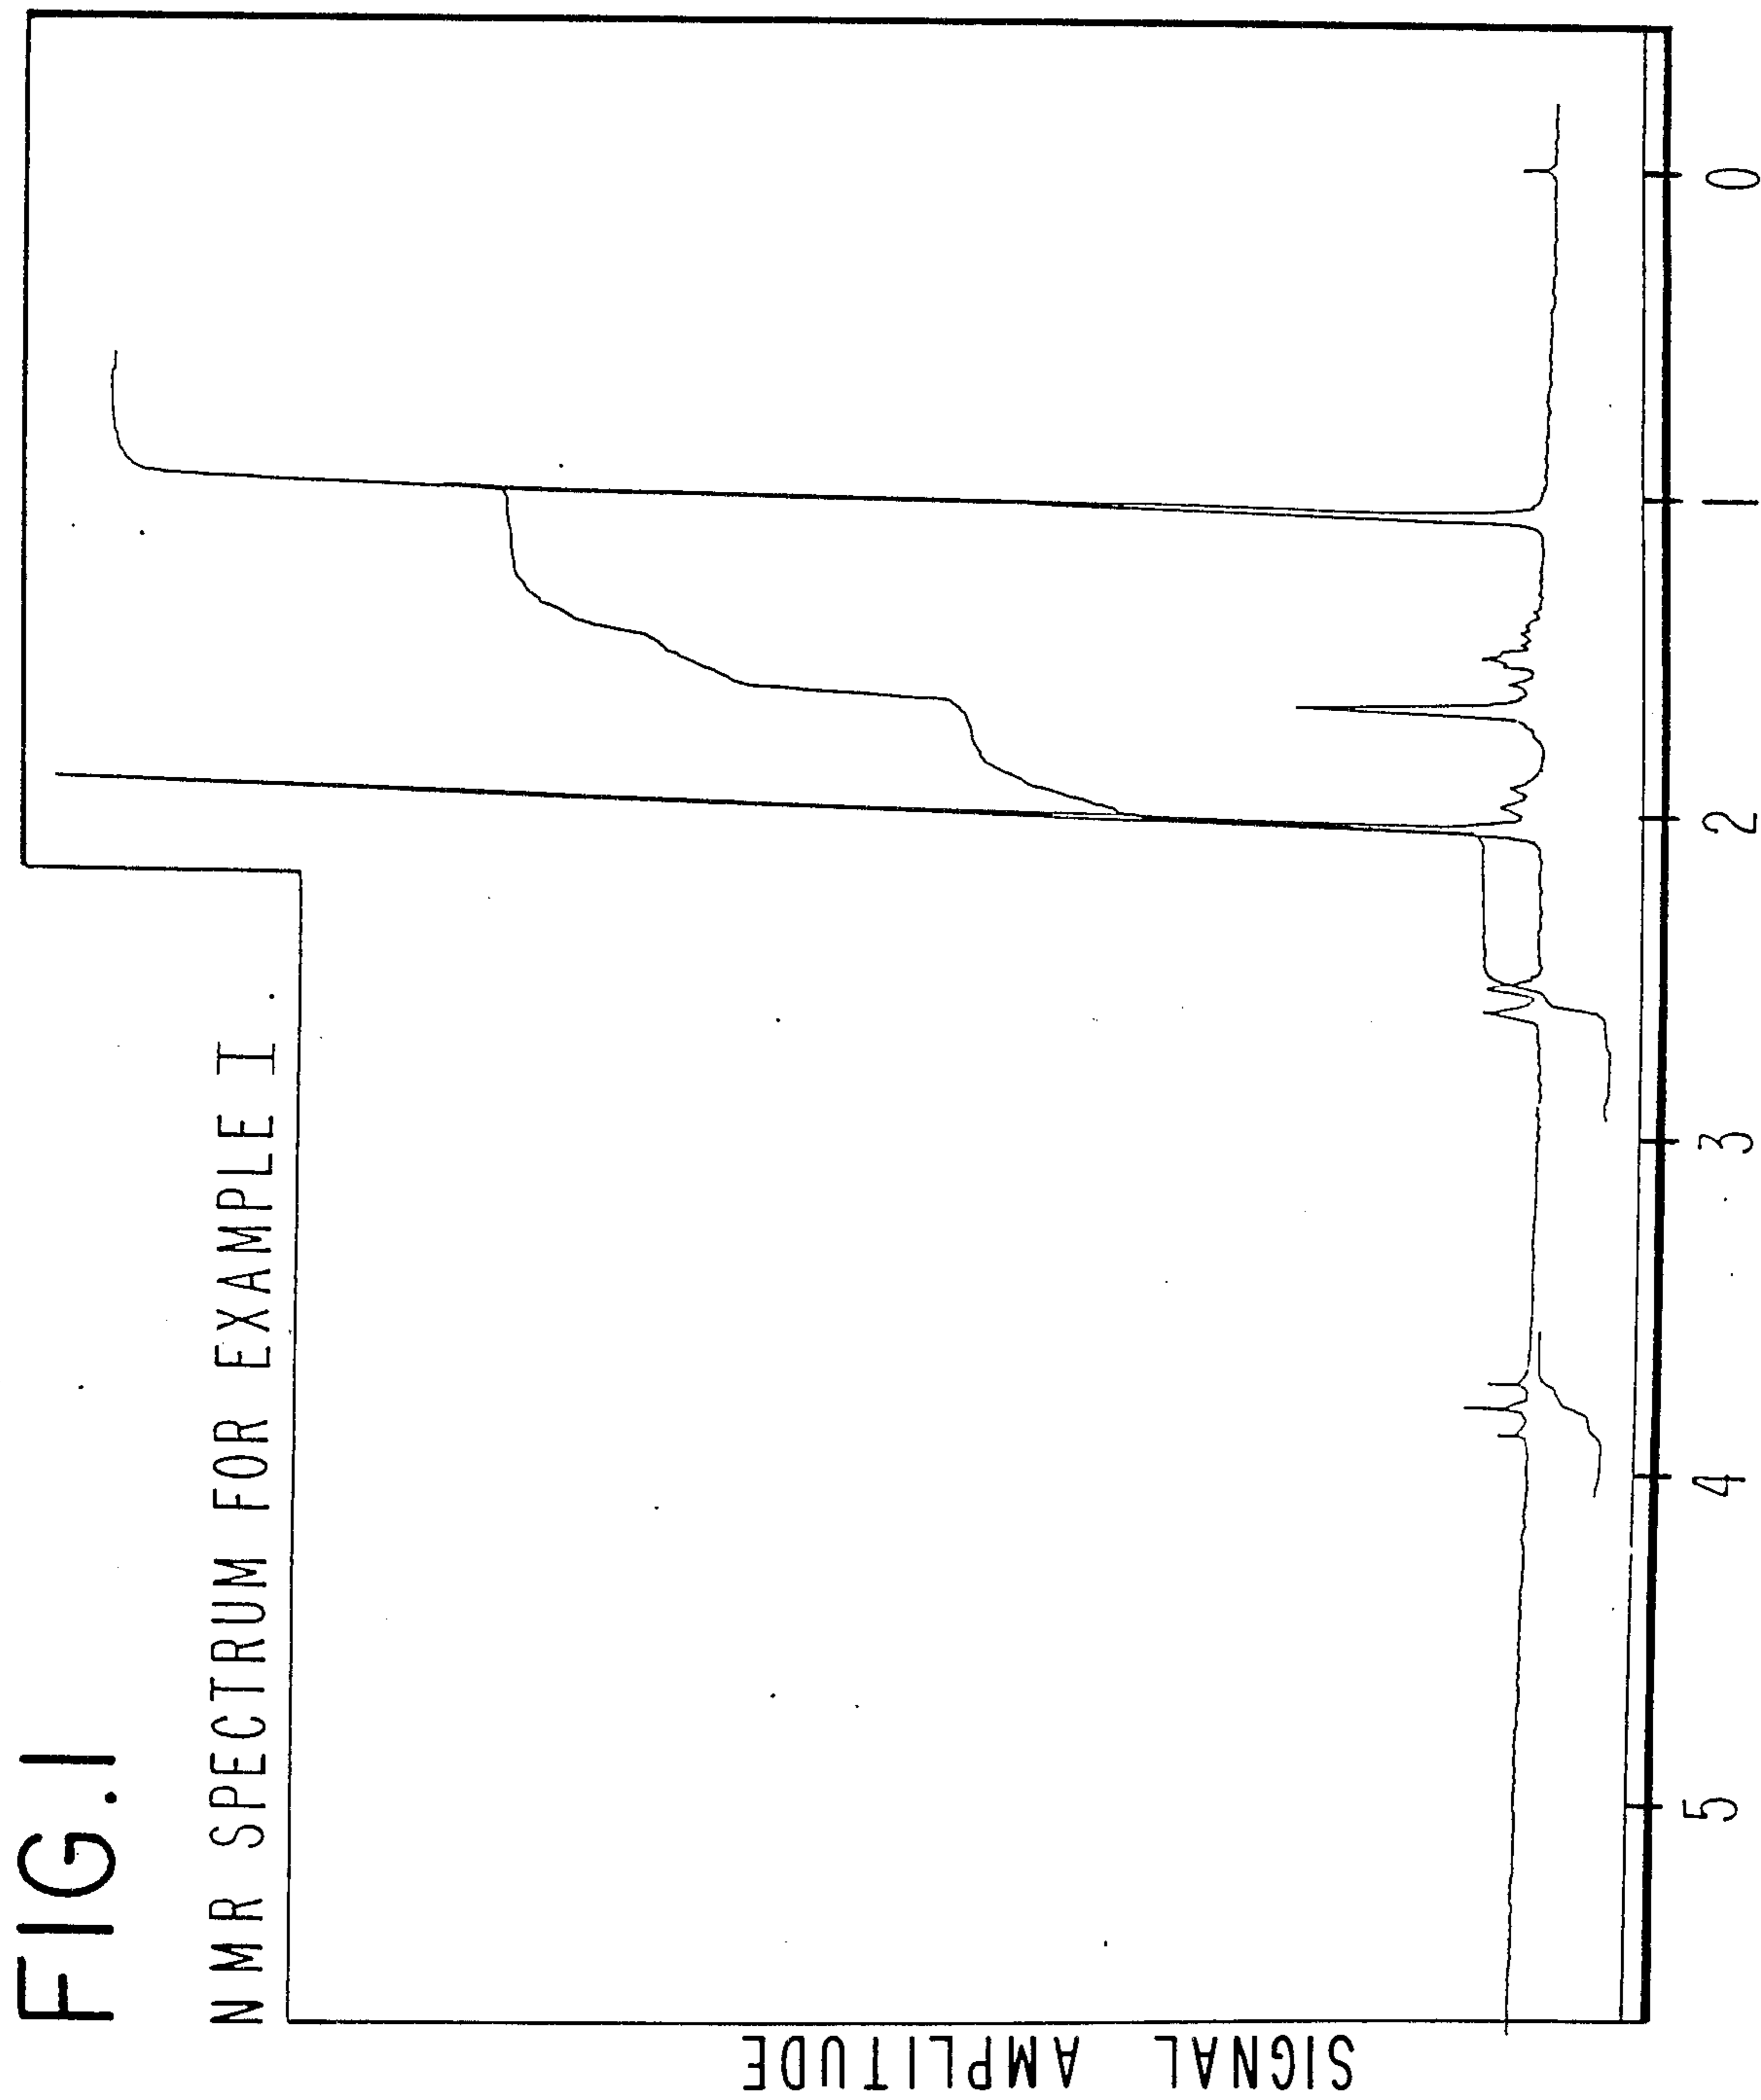 FIG.1
NMR SPECTRUM FOR EXAMPLE I.
SIGNAL AMPLITUDE
5 4 3 2 1 0